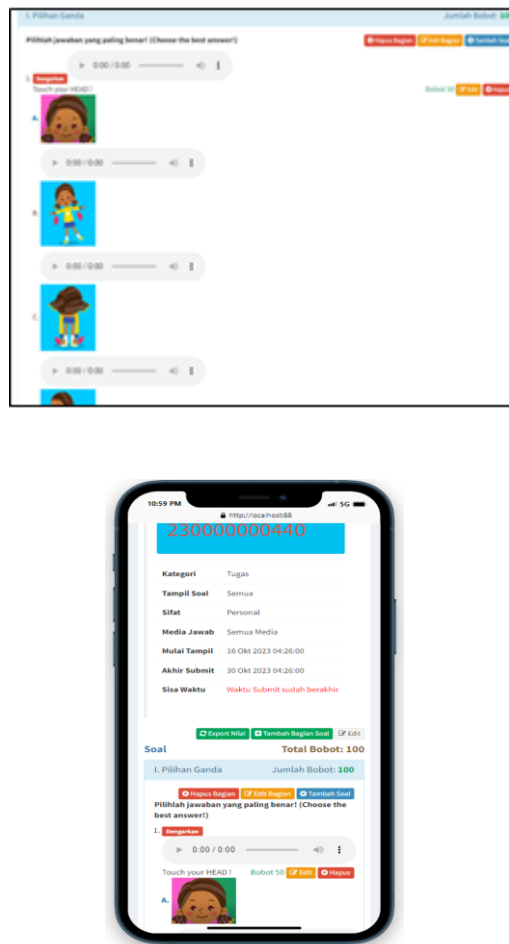 I. Pilihan Ganda Jumlah Bobot: 100
Pilihlah jawaban yang paling benar! (Choose the best answer!) Hapus Bagian Edit Bagian Tambah Soal
0:00 / 0:00
1. Dengarkan
Touch your HEAD ! Bobot 50 Edit Hapus
A.
0:00 / 0:00
B.
0:00 / 0:00
C.
0:00 / 0:00
10:59 PM 5G
http://localhost:88
230000000440
Kategori Tugas
Tampil Soal Semua
Sifat Personal
Media Jawab Semua Media
Mulai Tampil 16 Okt 2023 04:26:00
Akhir Submit 30 Okt 2023 04:26:00
Sisa Waktu Waktu Submit sudah berakhir
Export Nilai Tambah Bagian Soal Edit
Soal Total Bobot: 100
I. Pilihan Ganda Jumlah Bobot: 100
Hapus Bagian Edit Bagian Tambah Soal
Pilihlah jawaban yang paling benar! (Choose the
best answer!)
1. Dengarkan
0:00 / 0:00
Touch your HEAD ! Bobot 50 Edit Hapus
A.